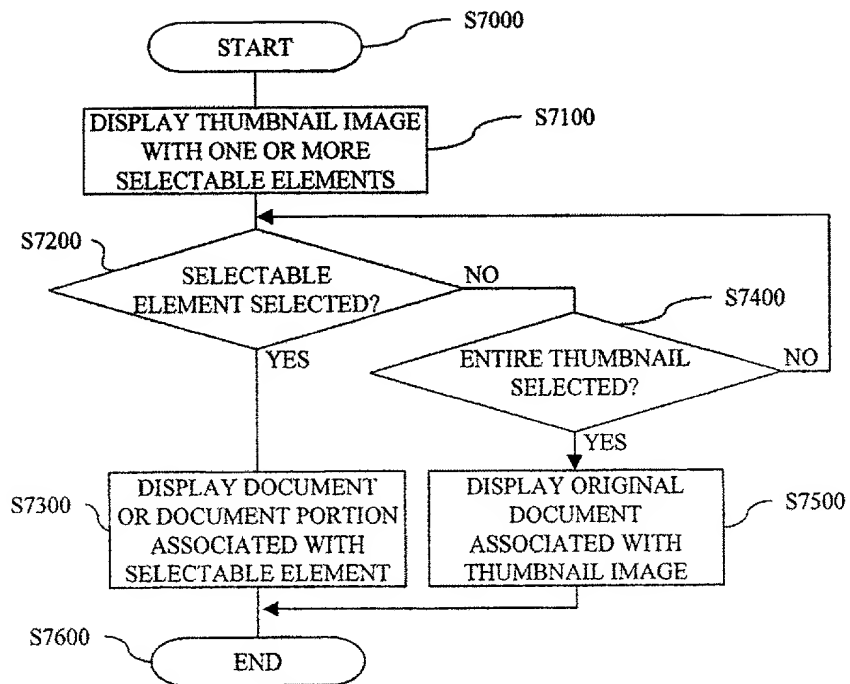 START
S7000
DISPLAY THUMBNAIL IMAGE
WITH ONE OR MORE
SELECTABLE ELEMENTS
S7100
S7200
SELECTABLE
ELEMENT SELECTED?
NO
YES
S7400
ENTIRE THUMBNAIL
SELECTED?
NO
YES
S7300
DISPLAY DOCUMENT
OR DOCUMENT PORTION
ASSOCIATED WITH
SELECTABLE ELEMENT
DISPLAY ORIGINAL
DOCUMENT
ASSOCIATED WITH
THUMBNAIL IMAGE
S7500
S7600
END